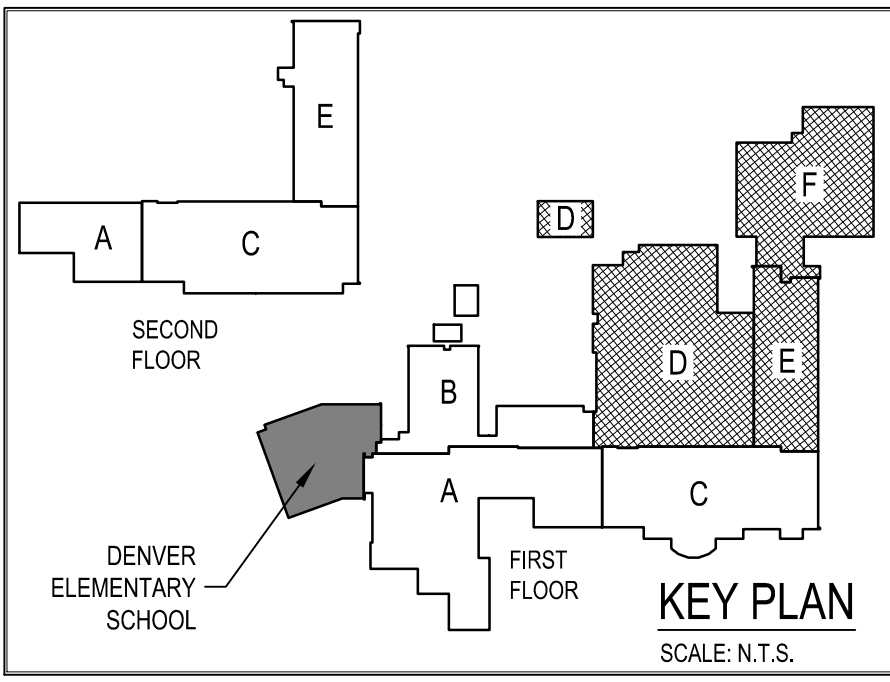 E
A
C
SECOND
FLOOR
F
D
D
E
B
A
C
DENVER
ELEMENTARY
SCHOOL
FIRST
FLOOR
KEY PLAN
SCALE: N.T.S.